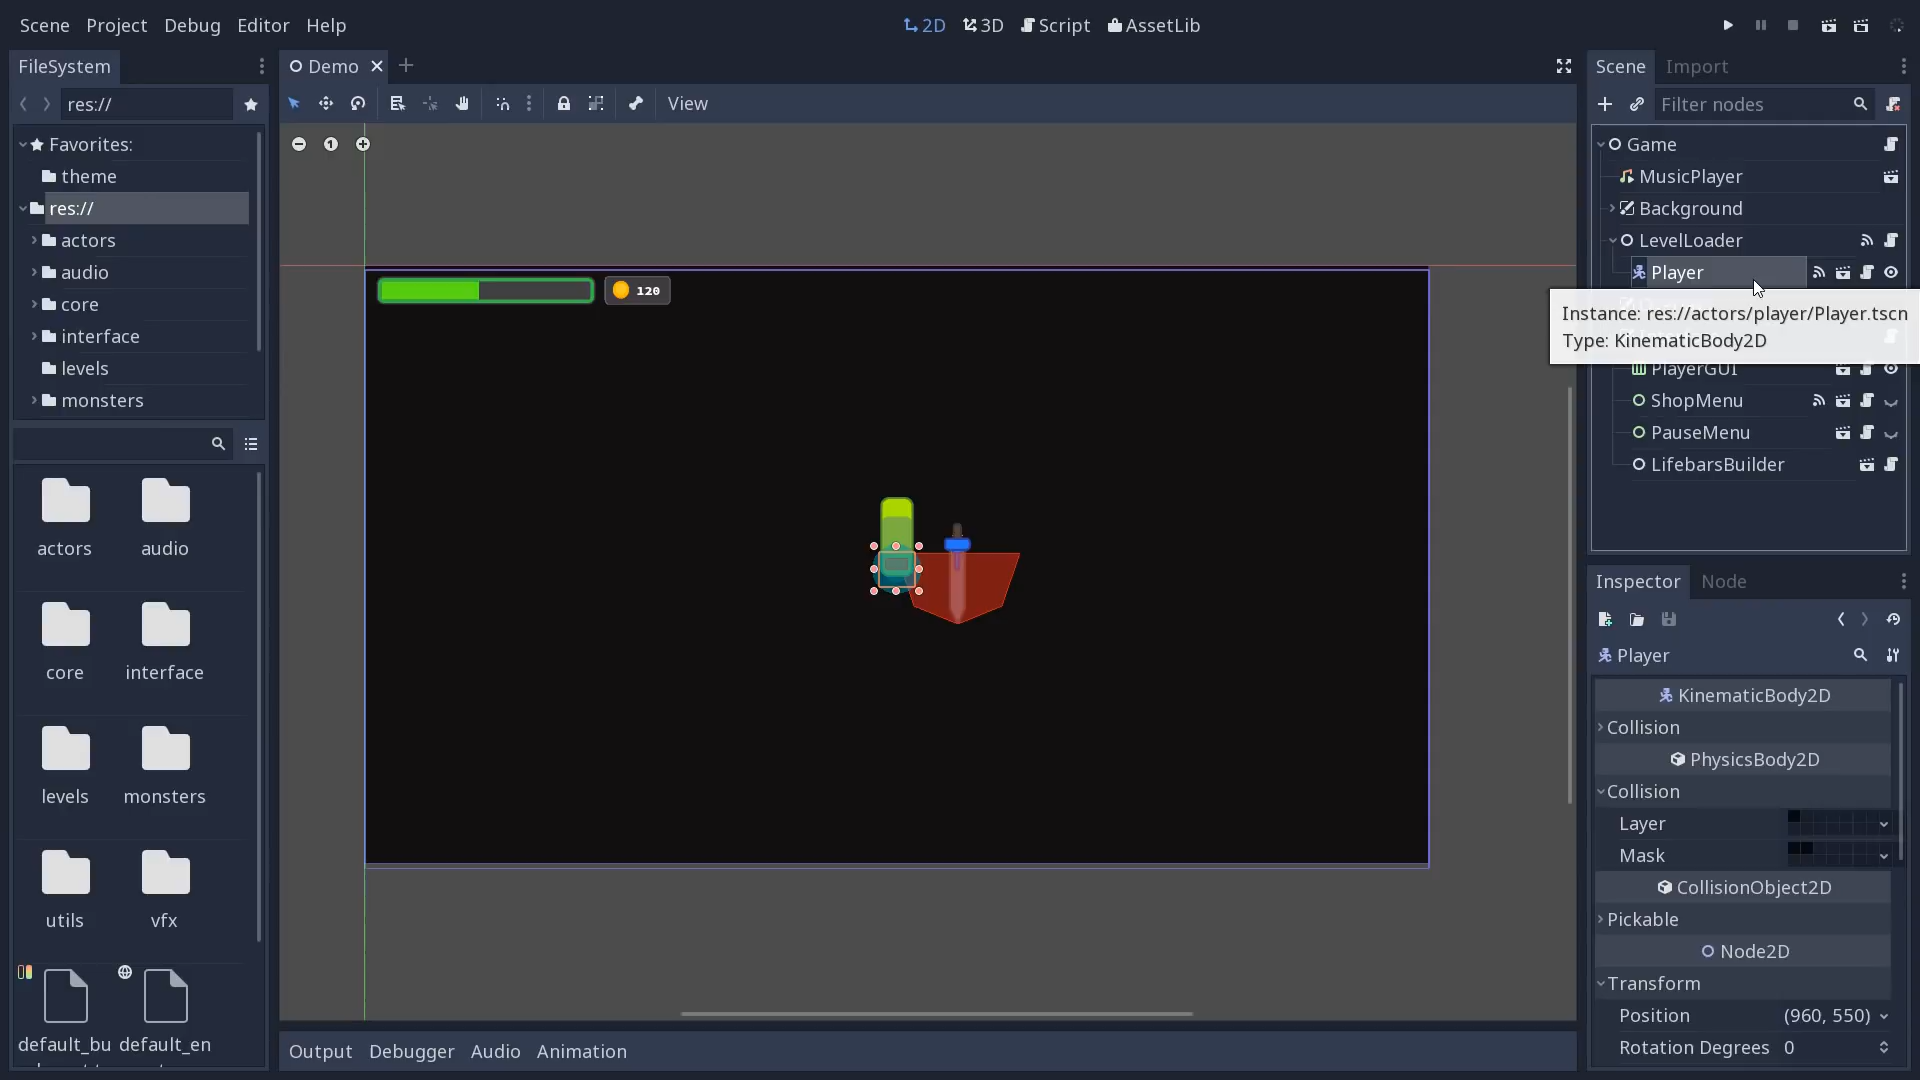 Scene Project Debug Editor Help
2D 3D Script AssetLib
FileSystem
res://
Favorites:
theme
res://
actors
audio
core
interface
levels
monsters
actors audio
core interface
levels monsters
utils vfx
default_bu default_en
Demo
View
1
120
Output Debugger Audio Animation
Scene Import
Filter nodes
Game
MusicPlayer
Background
LevelLoader
Player
Instance: res://actors/player/Player.tscn
Type: KinematicBody2D
PlayerGUI
ShopMenu
PauseMenu
LifebarsBuilder
Inspector Node
Player
KinematicBody2D
Collision
PhysicsBody2D
Collision
Layer
Mask
CollisionObject2D
Pickable
Node2D
Transform
Position (960, 550)
Rotation Degrees 0